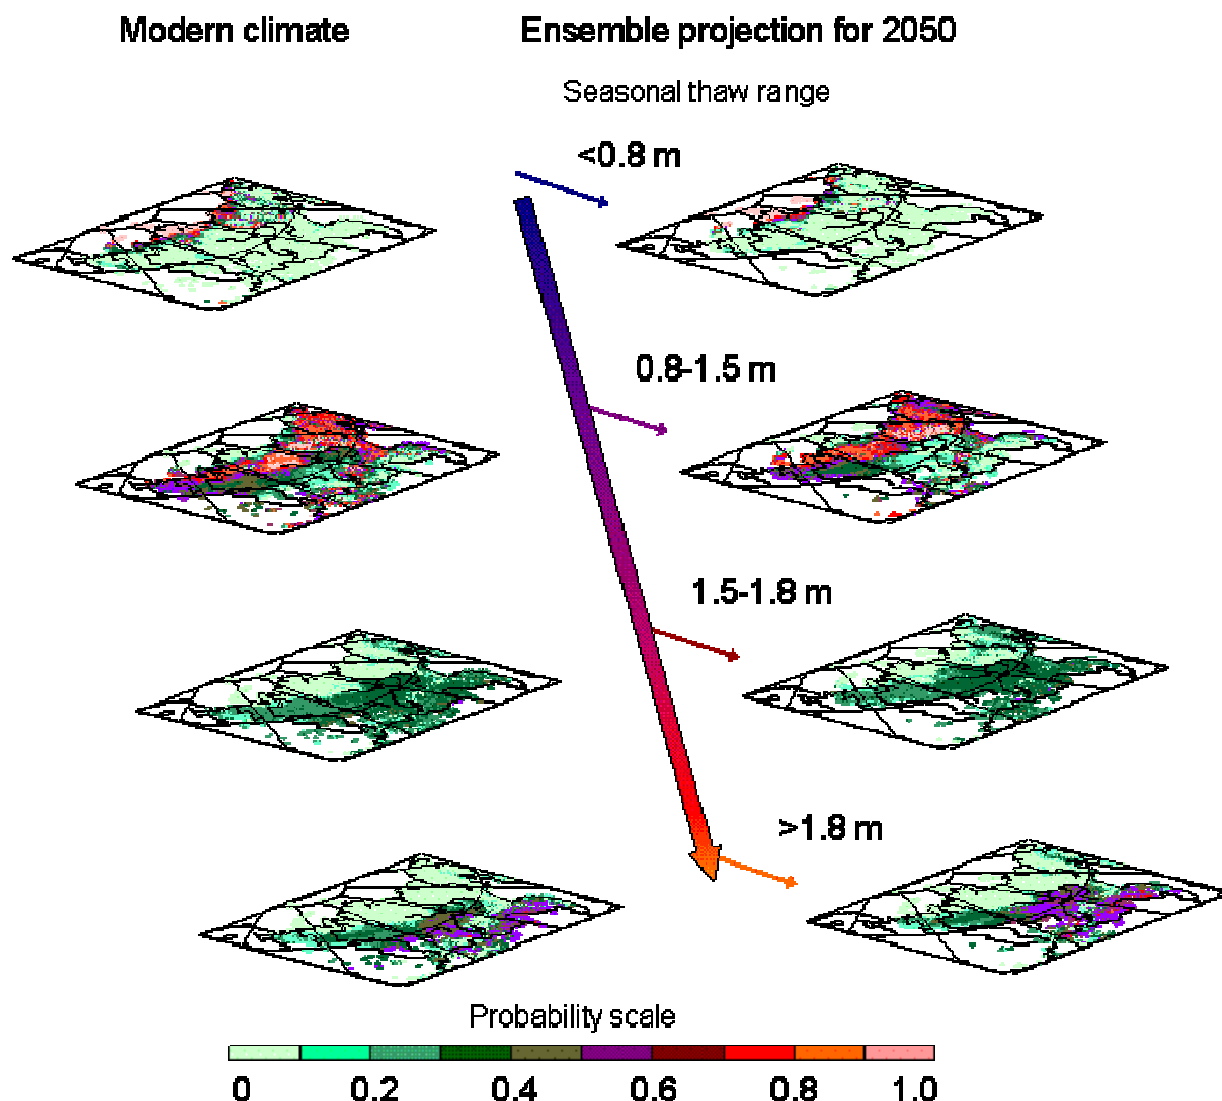 Modern climate
Ensemble projection for 2050
Seasonal thaw range
<0.8 m
0.8-1.5 m
1.5-1.8 m
>1.8 m
Probability scale
0 0.2 0.4 0.6 0.8 1.0